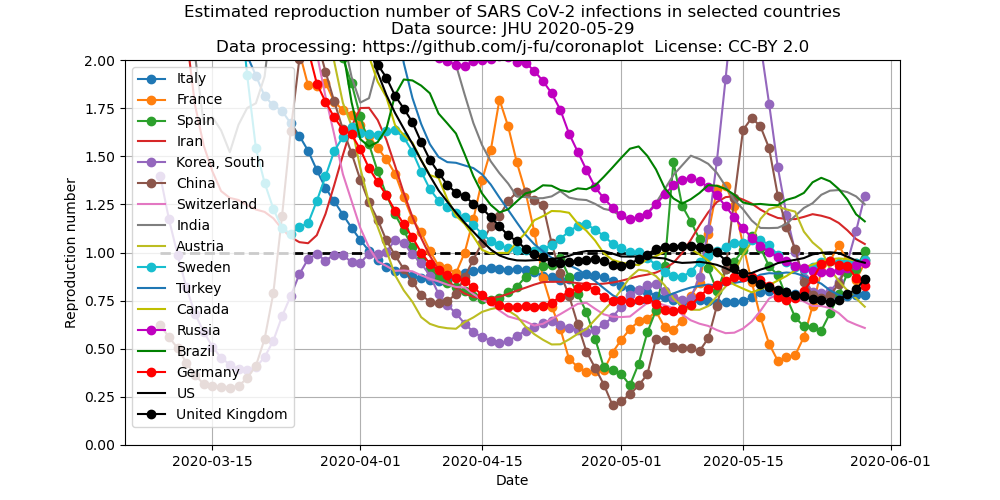 Estimated reproduction number of SARS CoV-2 infections in selected countries
Data source: JHU 2020-05-29
Data processing: https://github.com/j-fu/coronaplot License: CC-BY 2.0
Reproduction number
2.00
1.75
1.50
1.25
1.00
0.75
0.50
0.25
0.00
Italy
France
Spain
Iran
Korea, South
China
Switzerland
India
Austria
Sweden
Turkey
Canada
Russia
Brazil
Germany
US
United Kingdom
2020-03-15
2020-04-01
2020-04-15
2020-05-01
2020-05-15
2020-06-01
Date